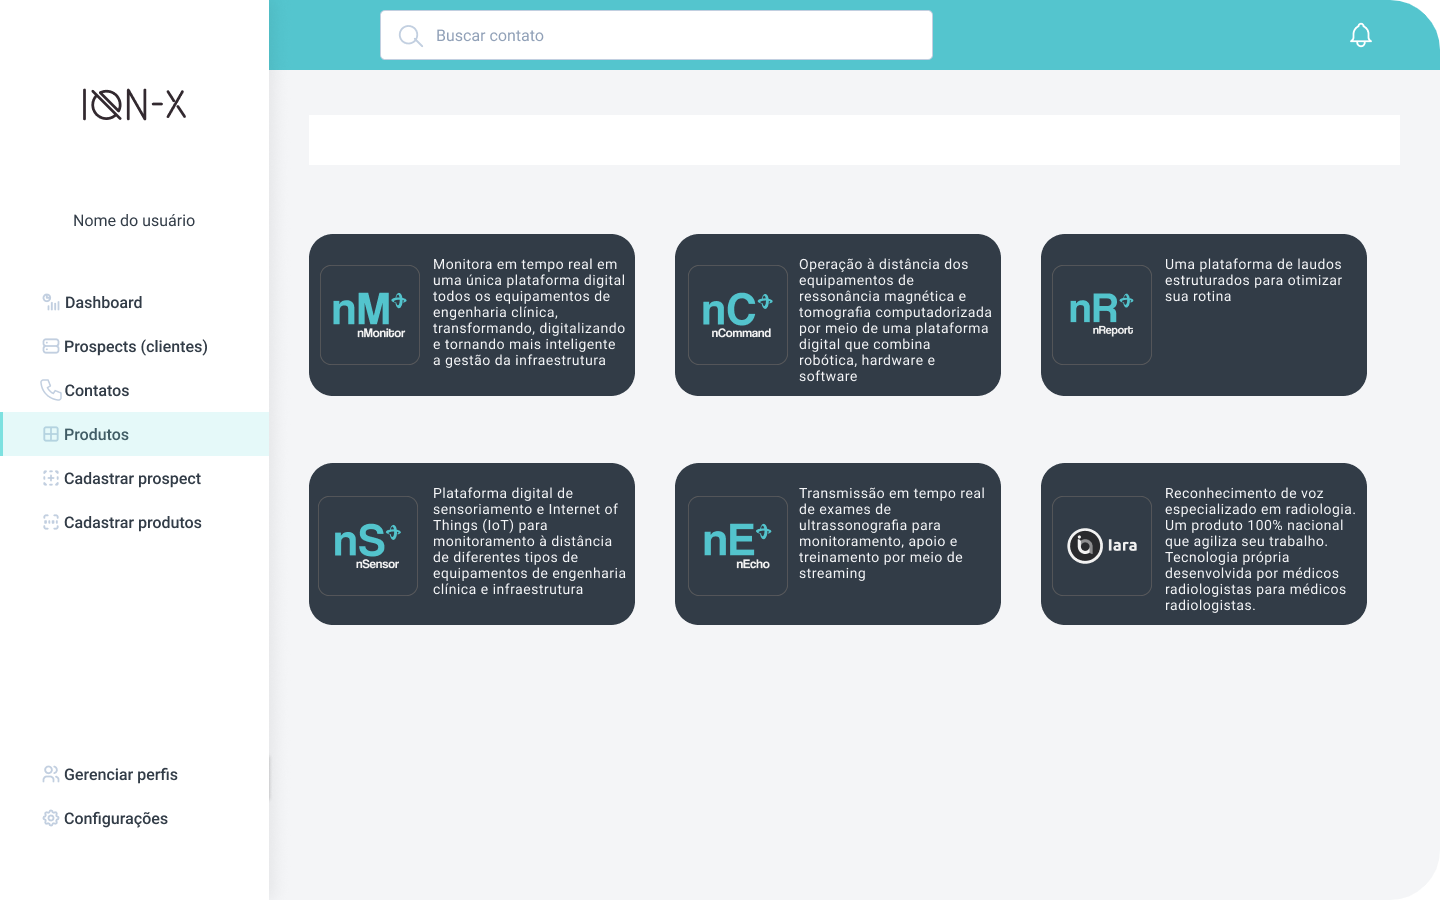 ION-X
Buscar contato
Nome do usuário
Dashboard
Prospects (clientes)
Contatos
Produtos
Cadastrar prospect
Cadastrar produtos
Gerenciar perfis
Configurações
nM
nMonitor
Monitora em tempo real em
uma única plataforma digital
todos os equipamentos de
engenharia clínica,
transformando, digitalizando
e tornando mais inteligente
a gestão da infraestrutura
nC
nCommand
Operação à distância dos
equipamentos de
ressonância magnética e
tomografia computadorizada
por meio de uma plataforma
digital que combina
robótica, hardware e
software
nR
nReport
Uma plataforma de laudos
estruturados para otimizar
sua rotina
nS
nSensor
Plataforma digital de
sensoriamento e Internet of
Things (IoT) para
monitoramento à distância
de diferentes tipos de
equipamentos de engenharia
clínica e infraestrutura
nE
nEcho
Transmissão em tempo real
de exames de
ultrassonografia para
monitoramento, apoio e
treinamento por meio de
streaming
lara
Reconhecimento de voz
especializado em radiologia.
Um produto 100% nacional
que agiliza seu trabalho.
Tecnologia própria
desenvolvida por médicos
radiologistas para médicos
radiologistas.